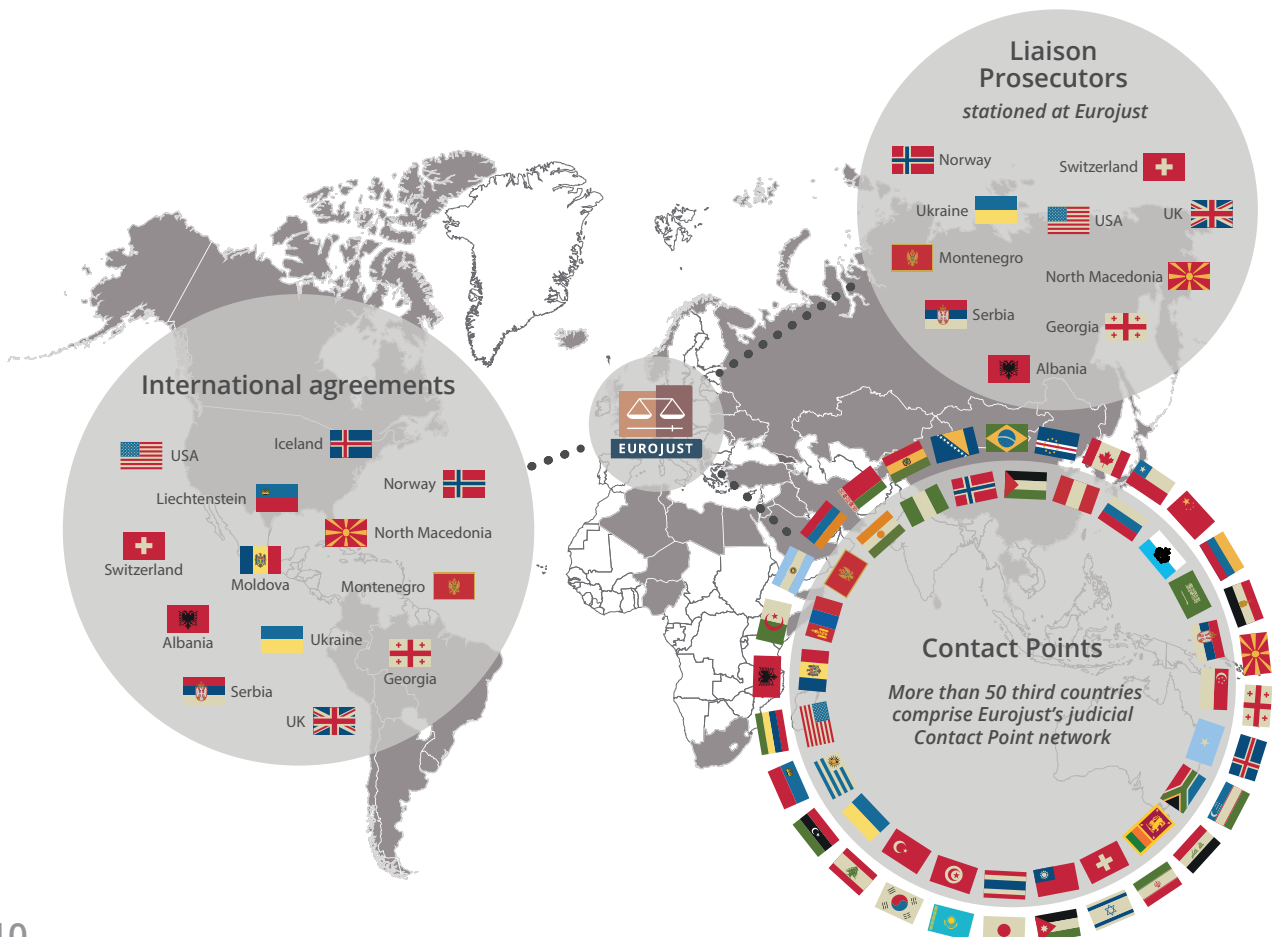 Liaison
Prosecutors
stationed at Eurojust
Norway
Switzerland
Ukraine
USA
UK
Montenegro
North Macedonia
Serbia
Georgia
Albania
International agreements
USA
Iceland
Norway
Liechtenstein
North Macedonia
Switzerland
Moldova
Montenegro
Albania
Ukraine
Georgia
Serbia
UK
EUROJUST
Contact Points
More than 50 third countries
comprise Eurojust's judicial
Contact Point network